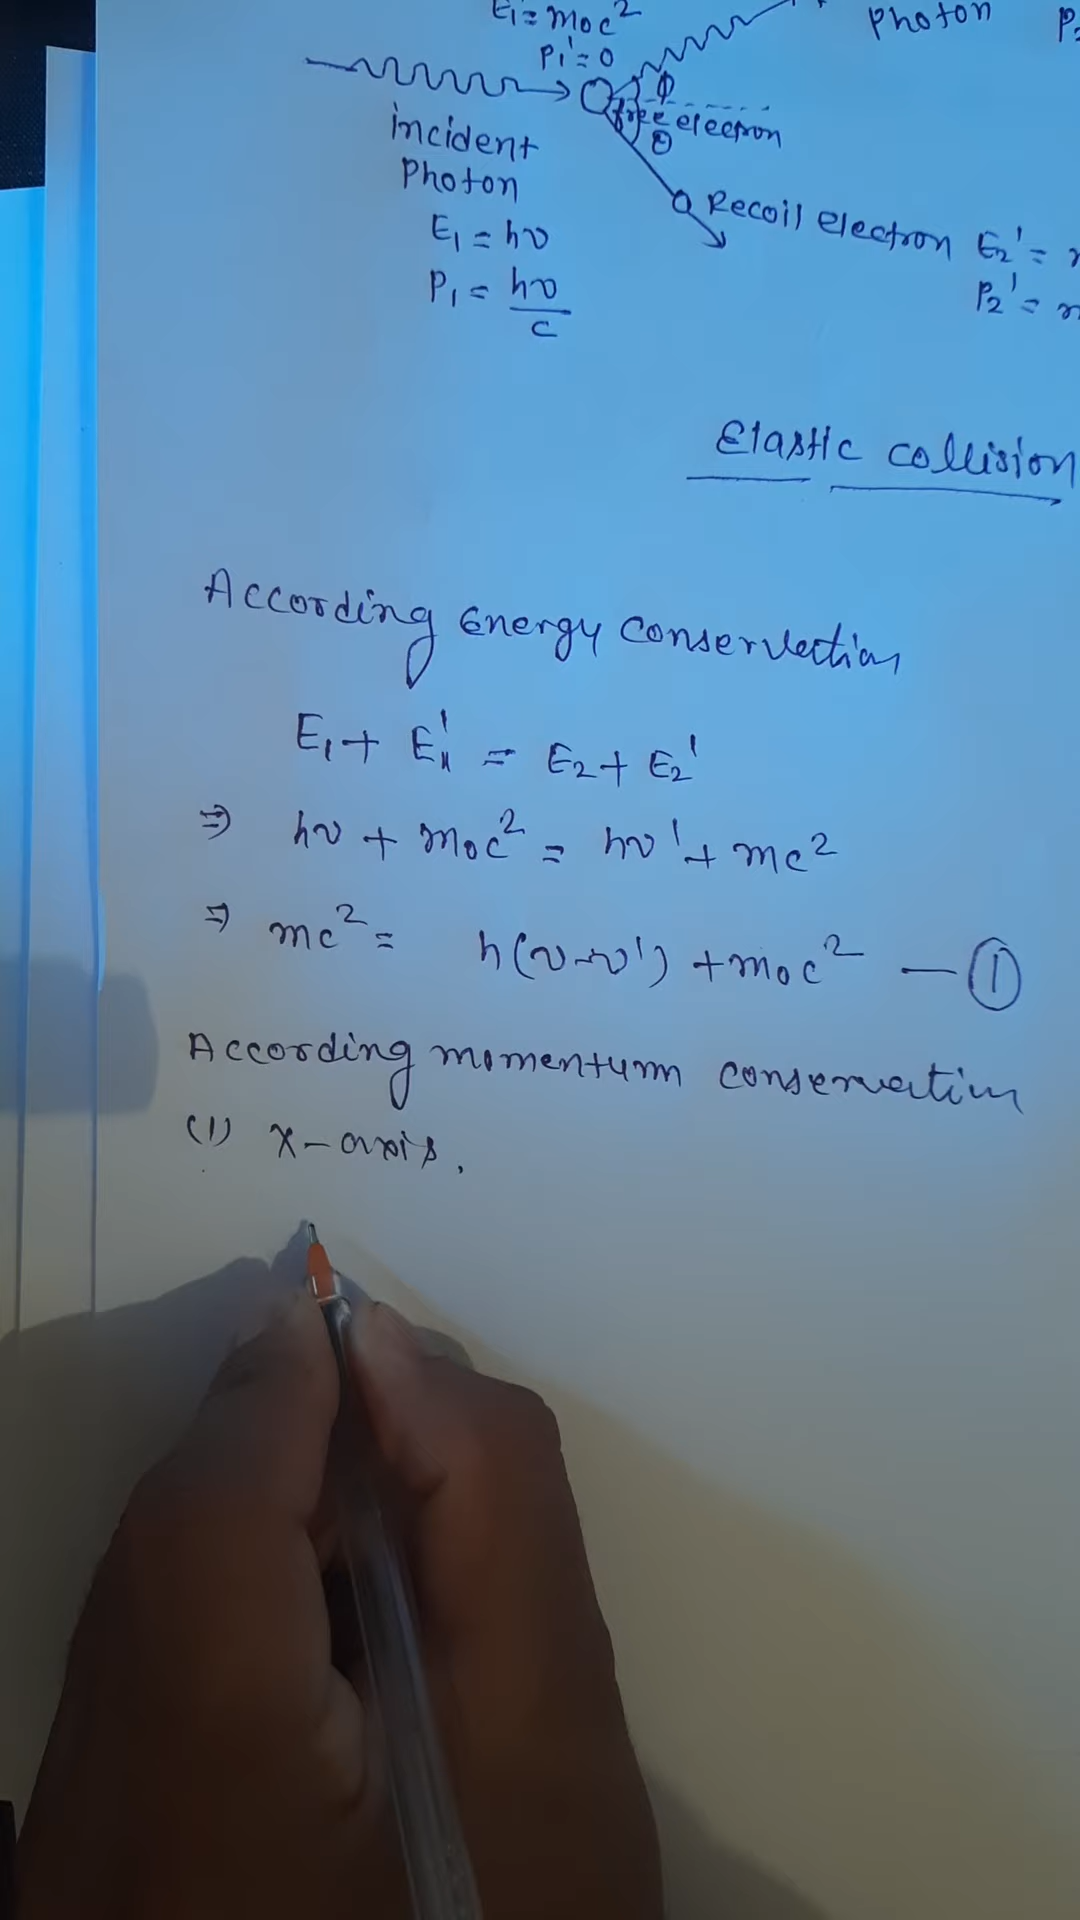 E₁ = m₀c²
P₁' = 0
Photon
ϕ
free electron
θ
incident
Photon
E₁ = hν
P₁ = hν/c
Recoil electron E₂' =
P₂' =
Elastic collision
According energy conservation
E₁ + E₁' = E₂ + E₂'
⇒ hν + m₀c² = hν' + mc²
⇒ mc² = h(ν-ν') + m₀c² — ①
According momentum conservation
(1) x-axis,